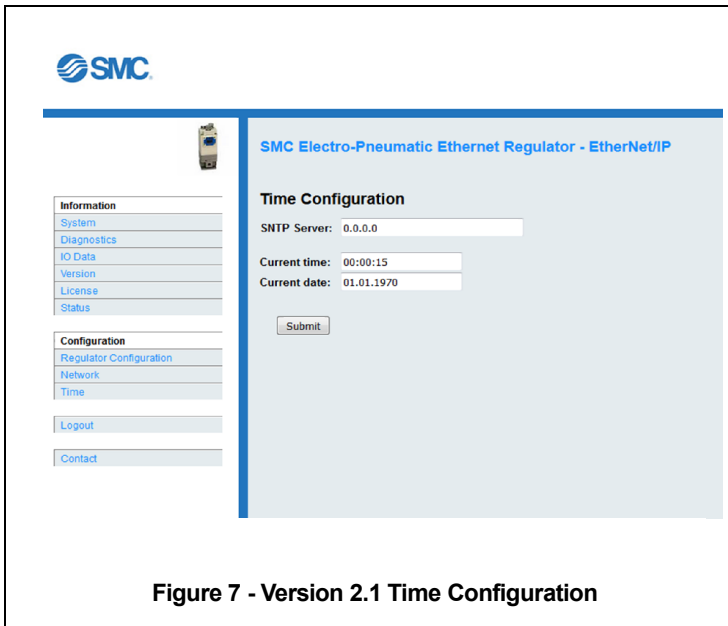 SMC.
SMC Electro-Pneumatic Ethernet Regulator - EtherNet/IP
Information
System
Diagnostics
IO Data
Version
License
Status
Configuration
Regulator Configuration
Network
Time
Logout
Contact
Time Configuration
SNTP Server: 0.0.0.0
Current time: 00:00:15
Current date: 01.01.1970
Submit
Figure 7 - Version 2.1 Time Configuration